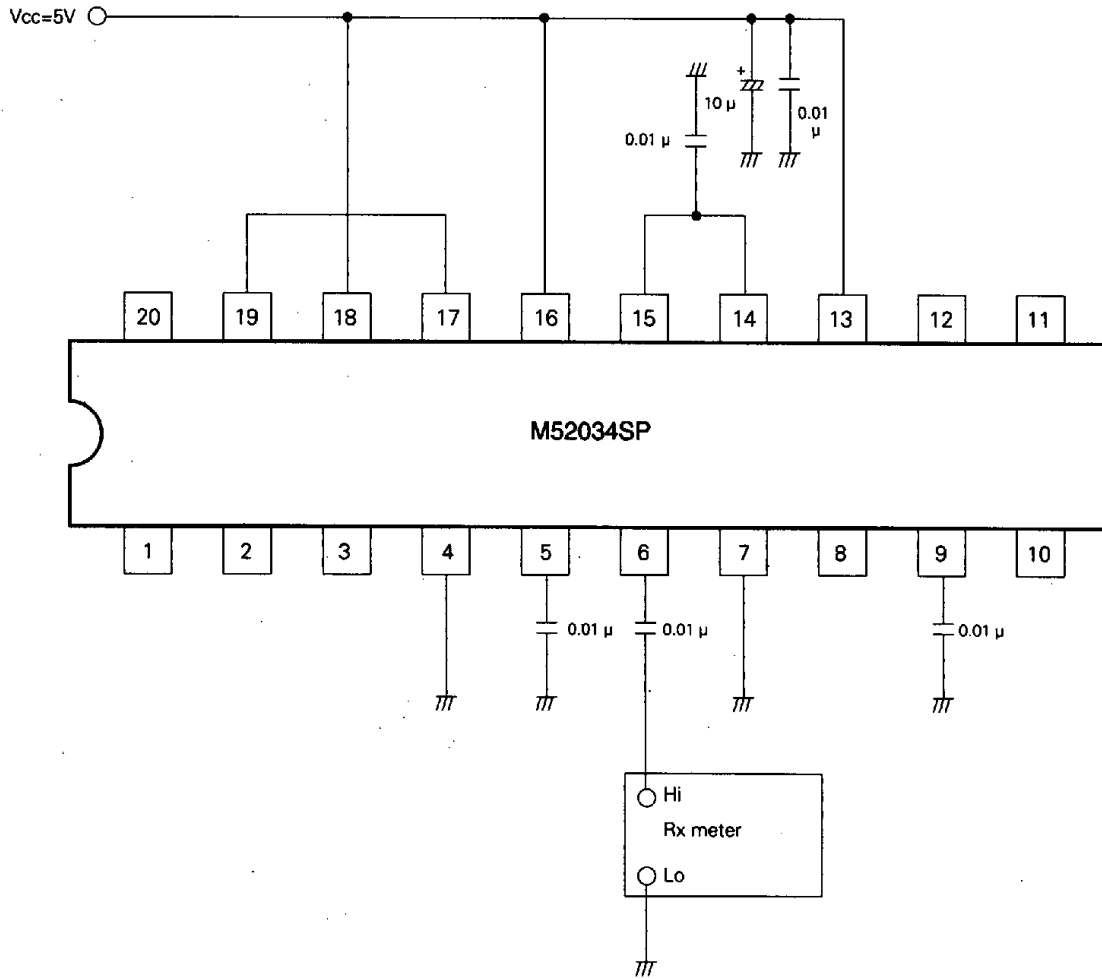 Vcc=5V
+
10 µ
0.01
µ
0.01 µ
20 19 18 17 16 15 14 13 12 11
M52034SP
1 2 3 4 5 6 7 8 9 10
0.01 µ 0.01 µ 0.01 µ
Hi
Rx meter
Lo